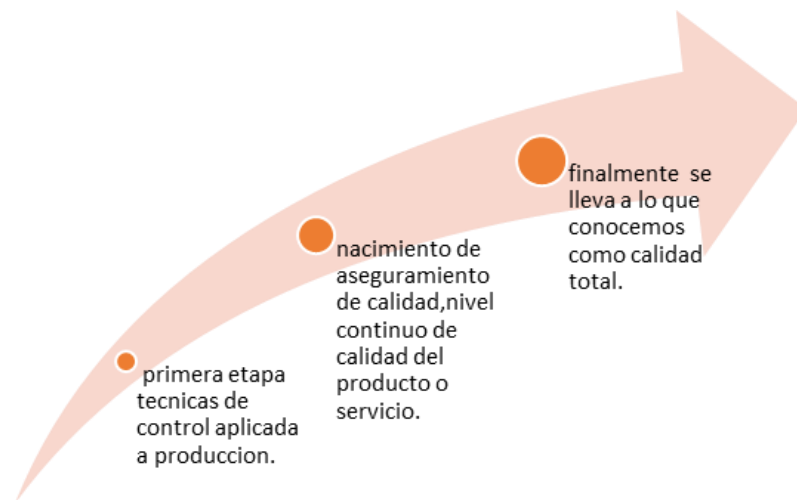 primera etapa
tecnicas de
control aplicada
a produccion.
nacimiento de
aseguramiento
de calidad,nivel
continuo de
calidad del
producto o
servicio.
finalmente se
lleva a lo que
conocemos
como calidad
total.